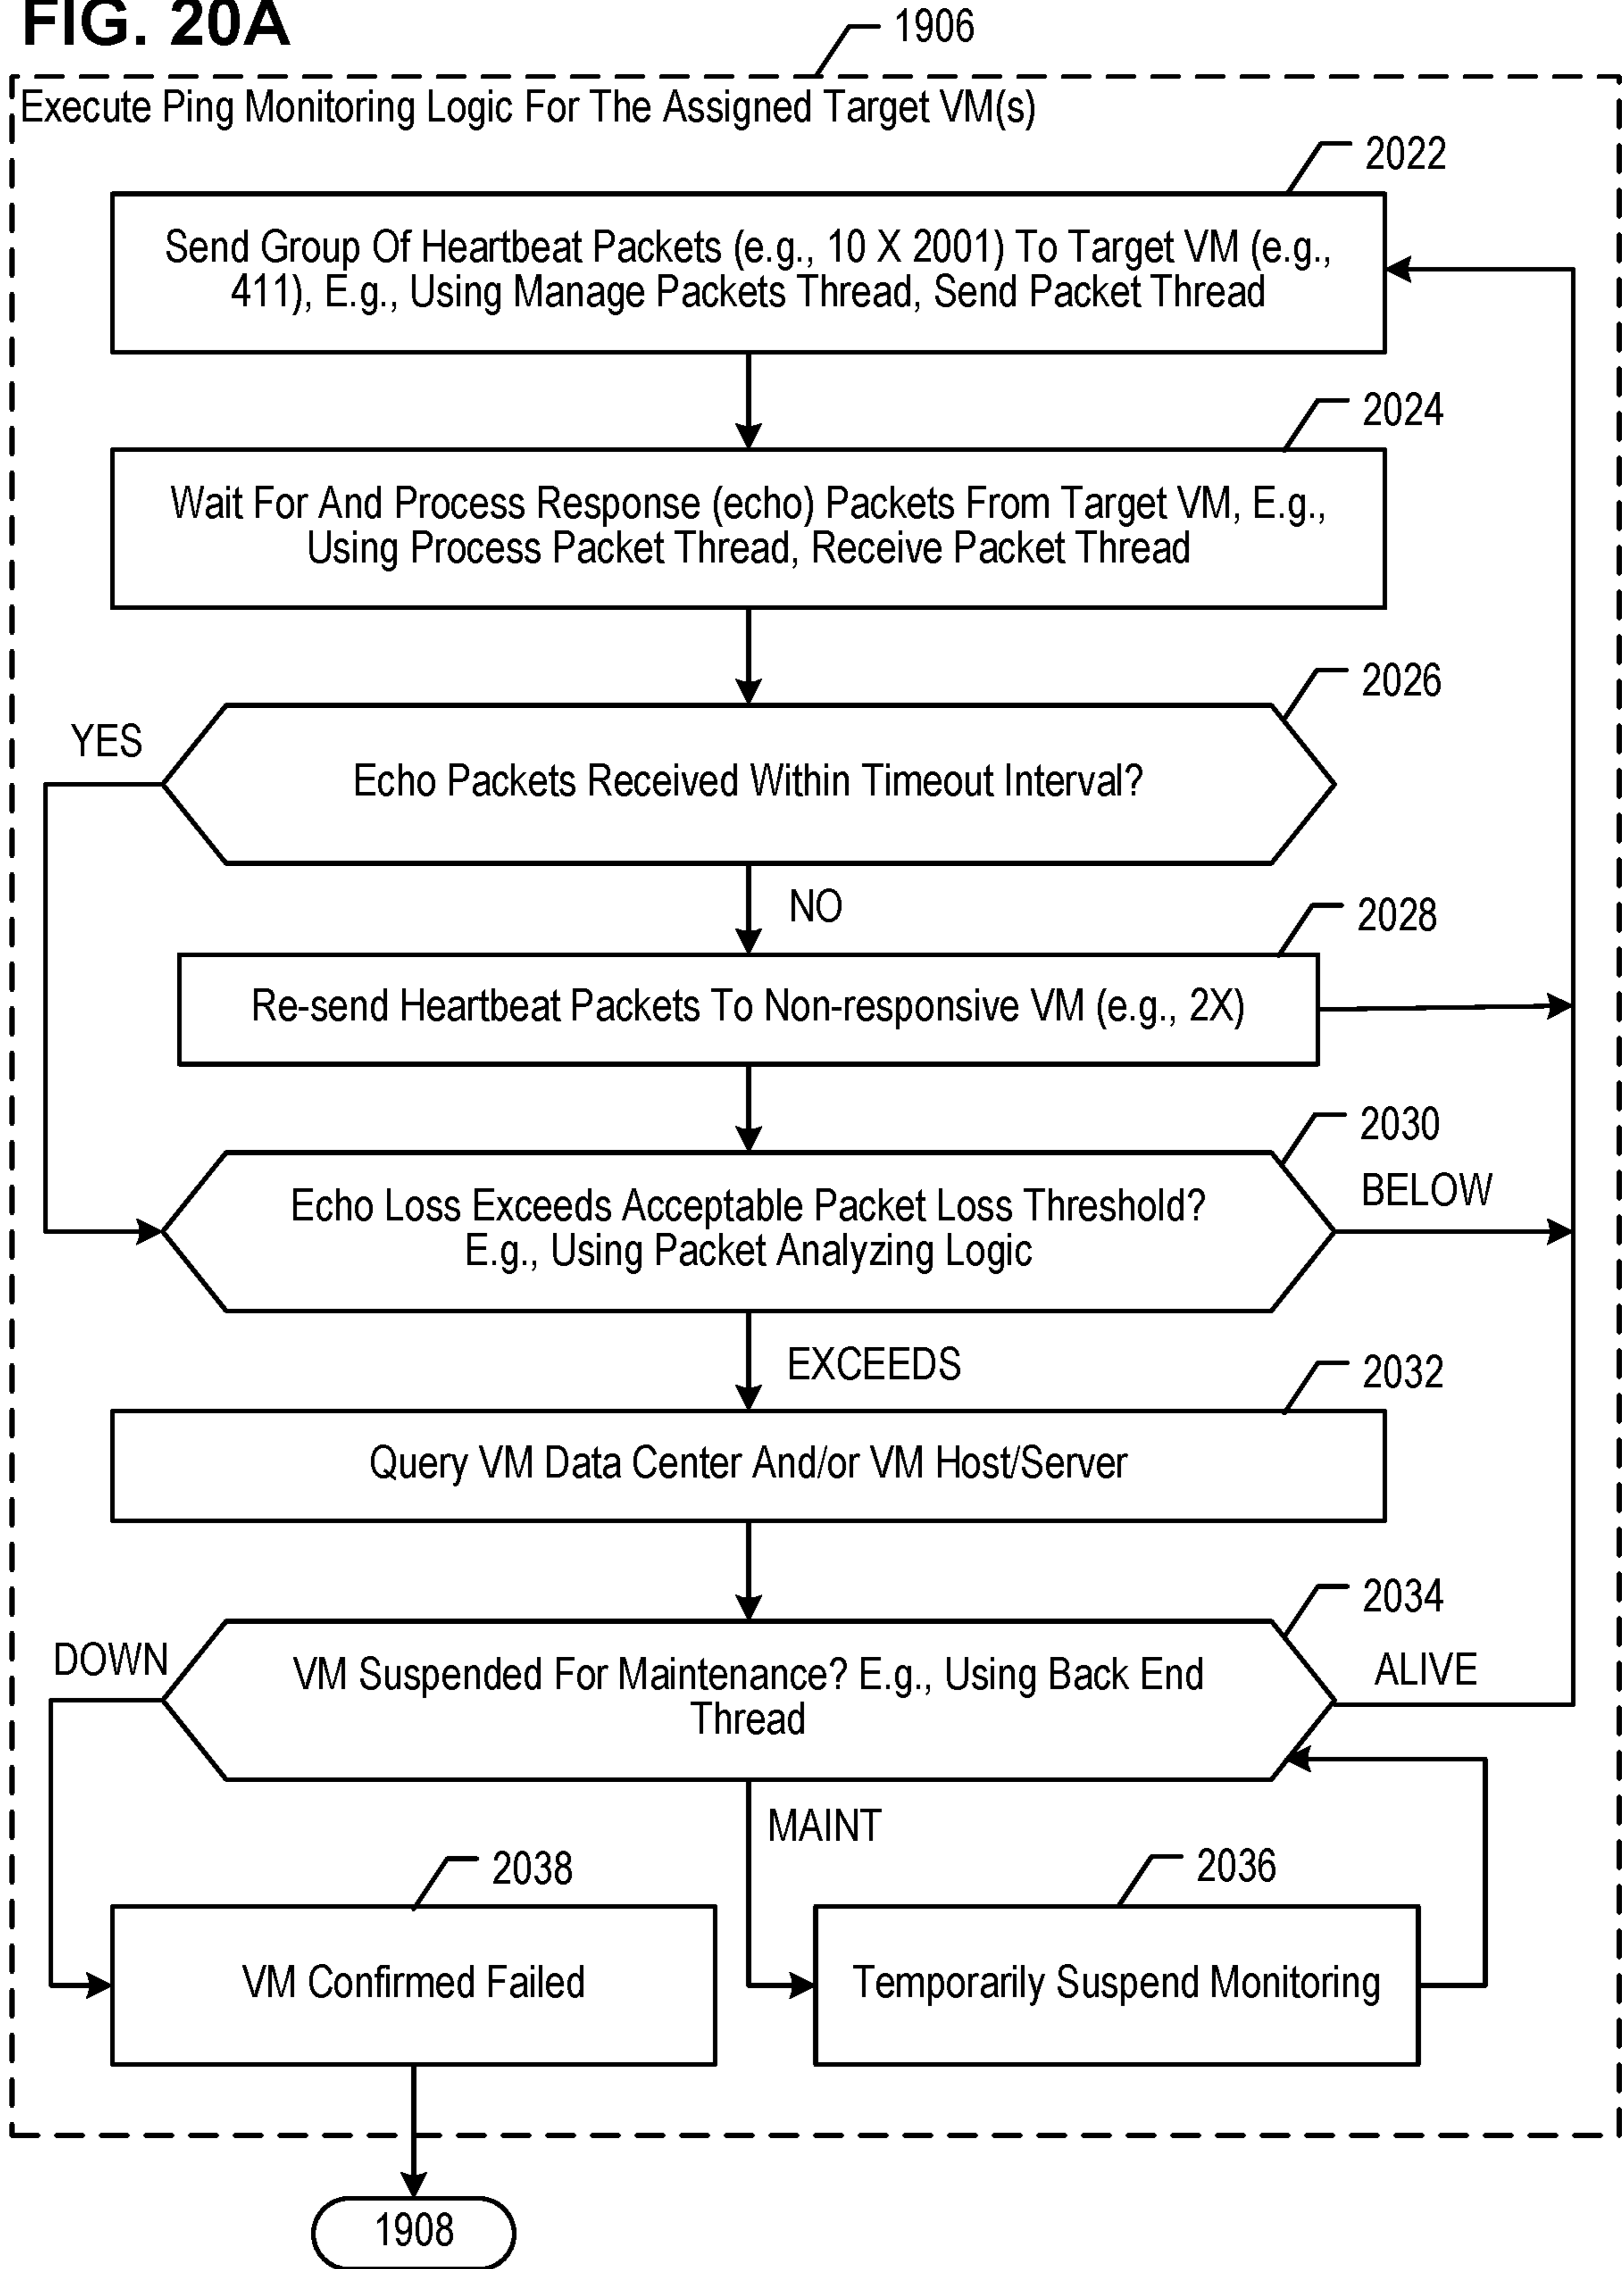 FIG. 20A
1906
Execute Ping Monitoring Logic For The Assigned Target VM(s)
2022
Send Group Of Heartbeat Packets (e.g., 10 X 2001) To Target VM (e.g.,
411), E.g., Using Manage Packets Thread, Send Packet Thread
2024
Wait For And Process Response (echo) Packets From Target VM, E.g.,
Using Process Packet Thread, Receive Packet Thread
2026
YES
Echo Packets Received Within Timeout Interval?
NO
2028
Re-send Heartbeat Packets To Non-responsive VM (e.g., 2X)
2030
BELOW
Echo Loss Exceeds Acceptable Packet Loss Threshold?
E.g., Using Packet Analyzing Logic
EXCEEDS
2032
Query VM Data Center And/or VM Host/Server
2034
DOWN
VM Suspended For Maintenance? E.g., Using Back End
Thread
ALIVE
MAINT
2038
2036
VM Confirmed Failed
Temporarily Suspend Monitoring
1908